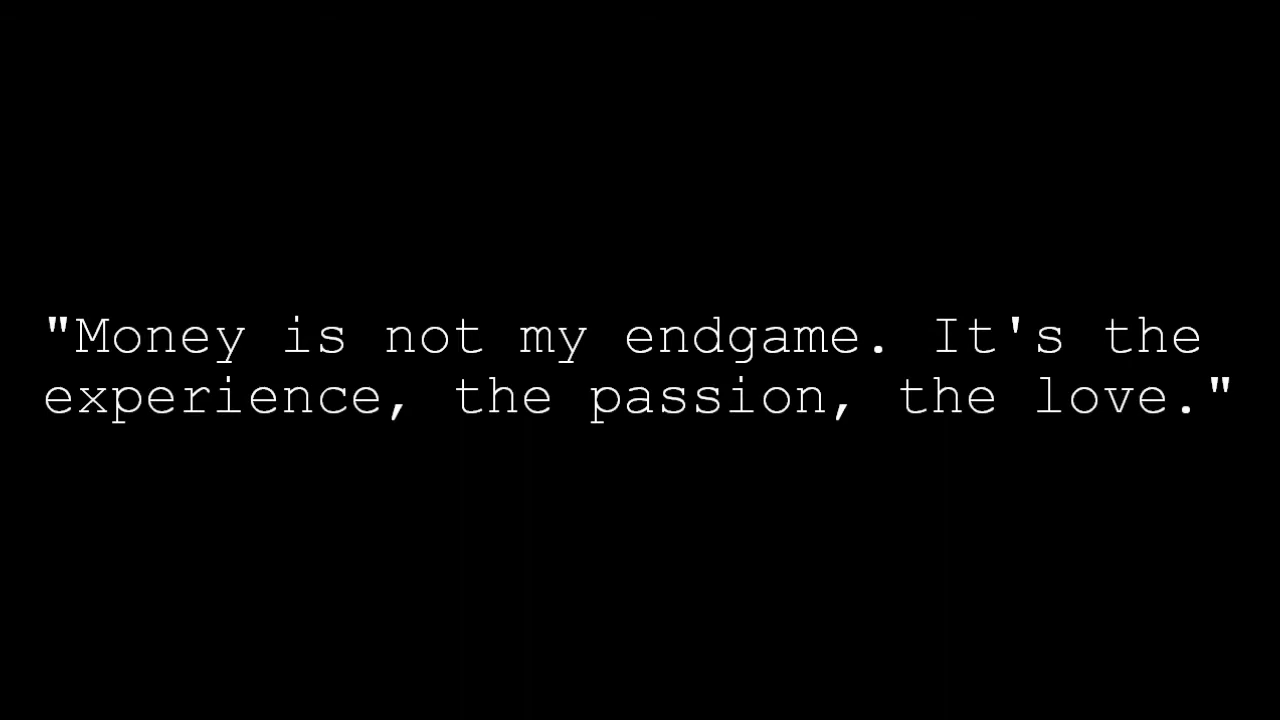 "Money is not my endgame. It's the
experience, the passion, the love."